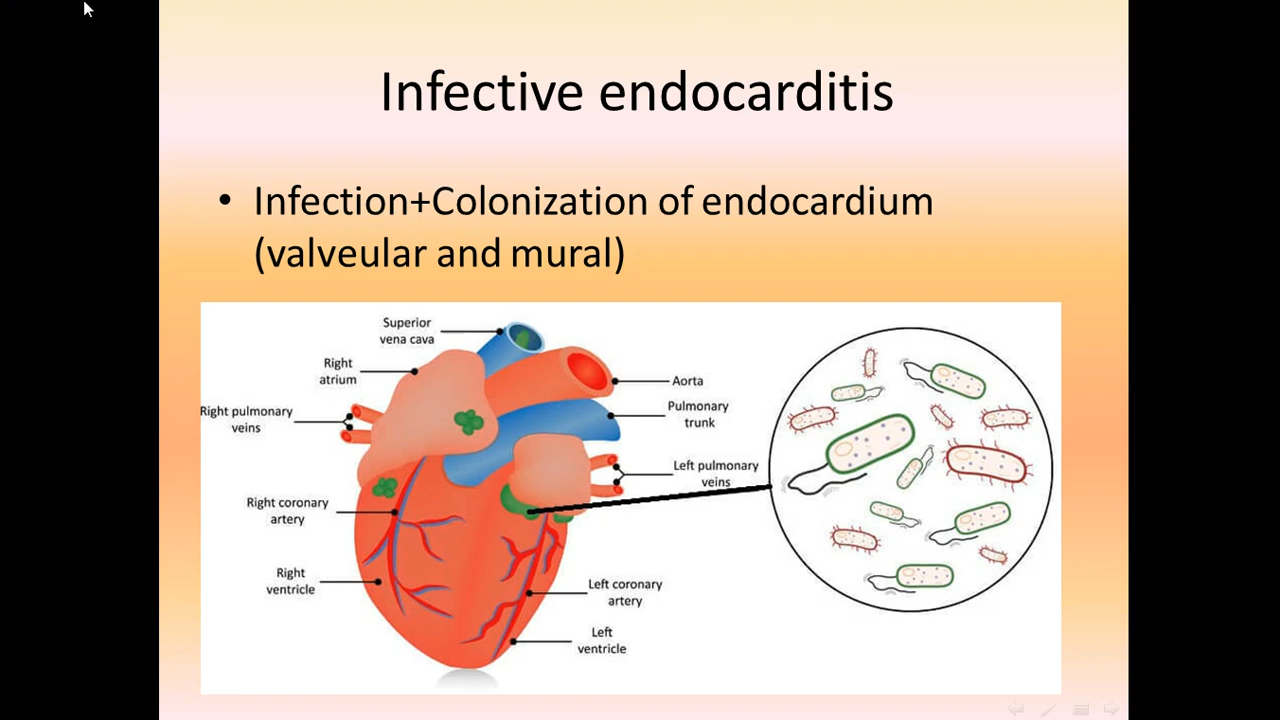 Infective endocarditis
• Infection+Colonization of endocardium
(valveular and mural)
Superior
vena cava
Right
atrium
Right pulmonary
veins
Right coronary
artery
Right
ventricle
Aorta
Pulmonary
trunk
Left pulmonary
veins
Left coronary
artery
Left
ventricle